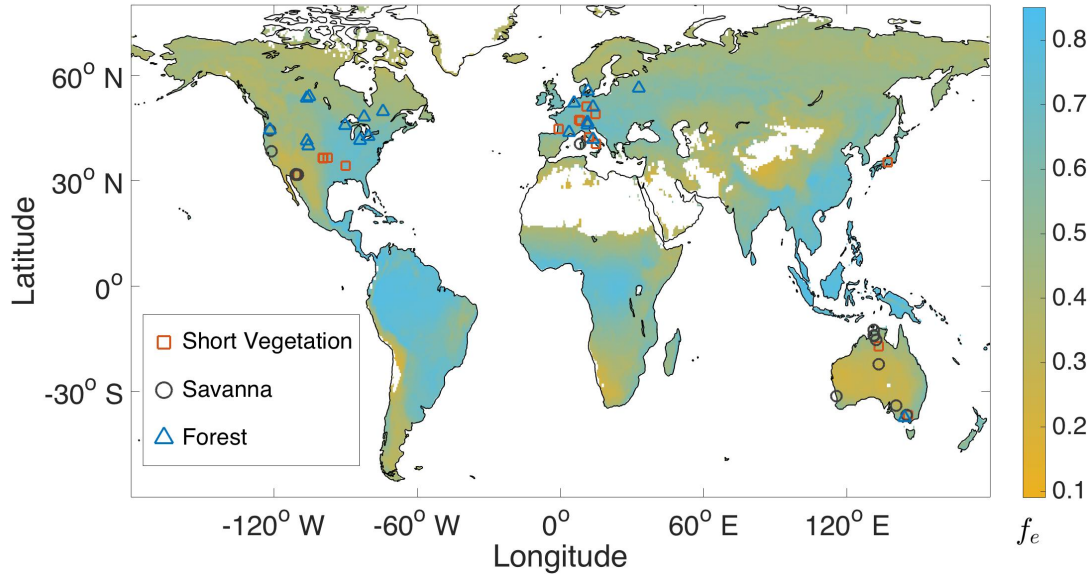 60° N
30° N
0°
-30° S
Latitude
Short Vegetation
Savanna
Forest
-120° W
-60° W
0°
60° E
120° E
Longitude
0.8
0.7
0.6
0.5
0.4
0.3
0.2
0.1
fₑ